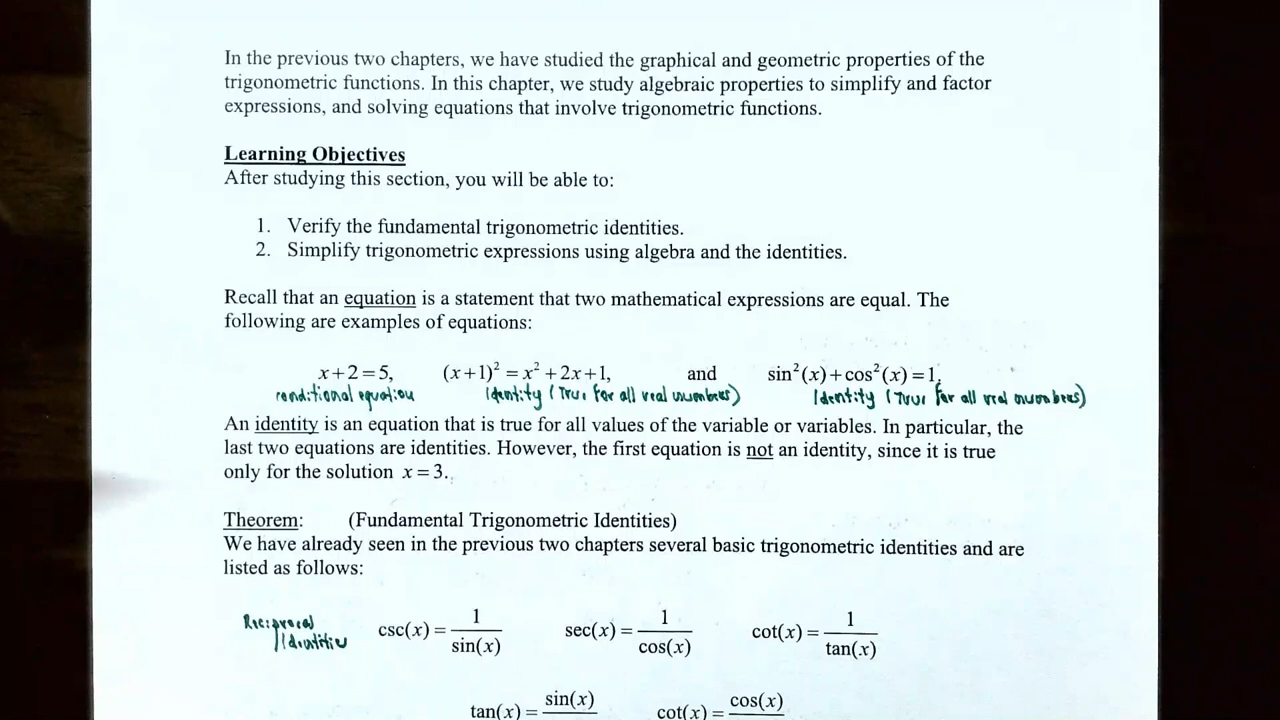 In the previous two chapters, we have studied the graphical and geometric properties of the
trigonometric functions. In this chapter, we study algebraic properties to simplify and factor
expressions, and solving equations that involve trigonometric functions.
Learning Objectives
After studying this section, you will be able to:
1. Verify the fundamental trigonometric identities.
2. Simplify trigonometric expressions using algebra and the identities.
Recall that an equation is a statement that two mathematical expressions are equal. The
following are examples of equations:
x+2=5, (x+1)² = x² +2x+1, and sin²(x)+cos²(x)=1,
conditional equation Identity (True for all real numbers) Identity (True for all real numbers)
An identity is an equation that is true for all values of the variable or variables. In particular, the
last two equations are identities. However, the first equation is not an identity, since it is true
only for the solution x=3.
Theorem: (Fundamental Trigonometric Identities)
We have already seen in the previous two chapters several basic trigonometric identities and are
listed as follows:
Reciprocal
Identities
csc(x)= 1/sin(x) sec(x)= 1/cos(x) cot(x)= 1/tan(x)
tan(x)= sin(x) cot(x)= cos(x)